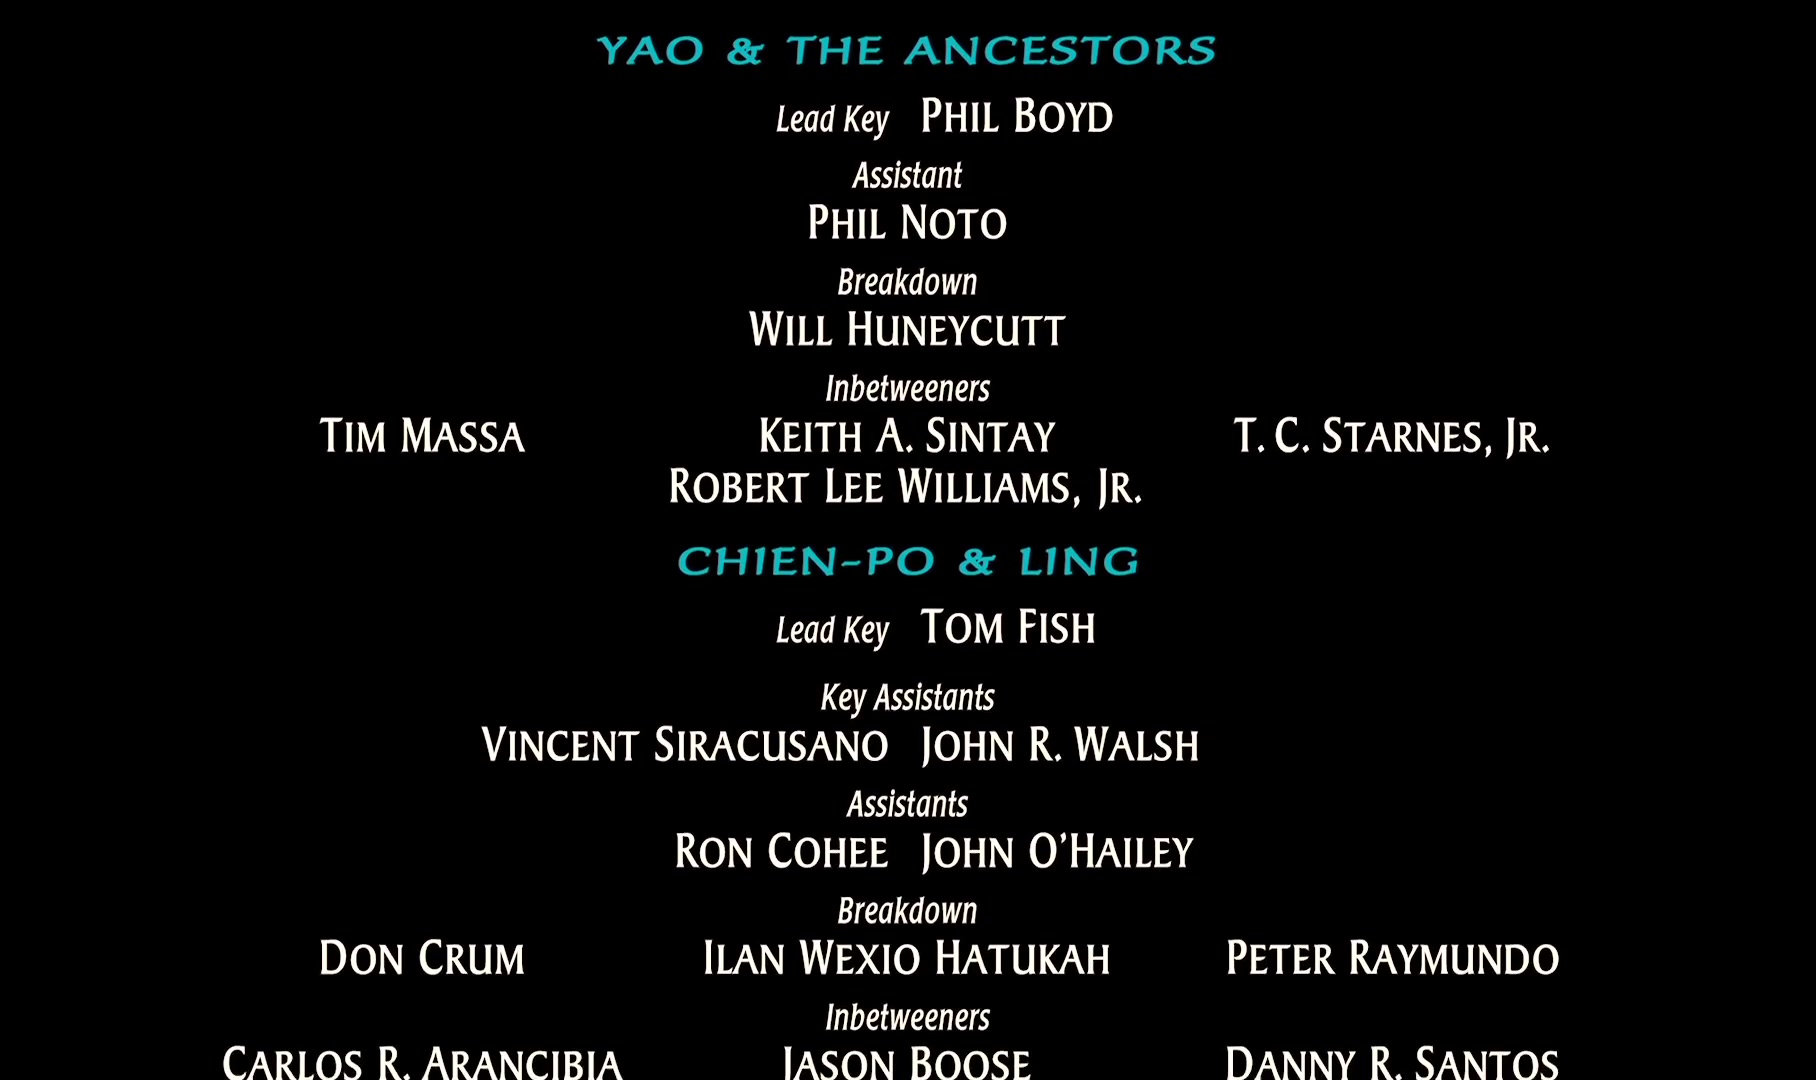 YAO & THE ANCESTORS
Lead Key PHIL BOYD
Assistant
PHIL NOTO
Breakdown
WILL HUNEYCUTT
Inbetweeners
TIM MASSA KEITH A. SINTAY T. C. STARNES, JR.
ROBERT LEE WILLIAMS, JR.
CHIEN-PO & LING
Lead Key TOM FISH
Key Assistants
VINCENT SIRACUSANO JOHN R. WALSH
Assistants
RON COHEE JOHN O'HAILEY
Breakdown
DON CRUM ILAN WEXIO HATUKAH PETER RAYMUNDO
Inbetweeners
CARLOS R. ARANCIBIA JASON BOOSE DANNY R. SANTOS